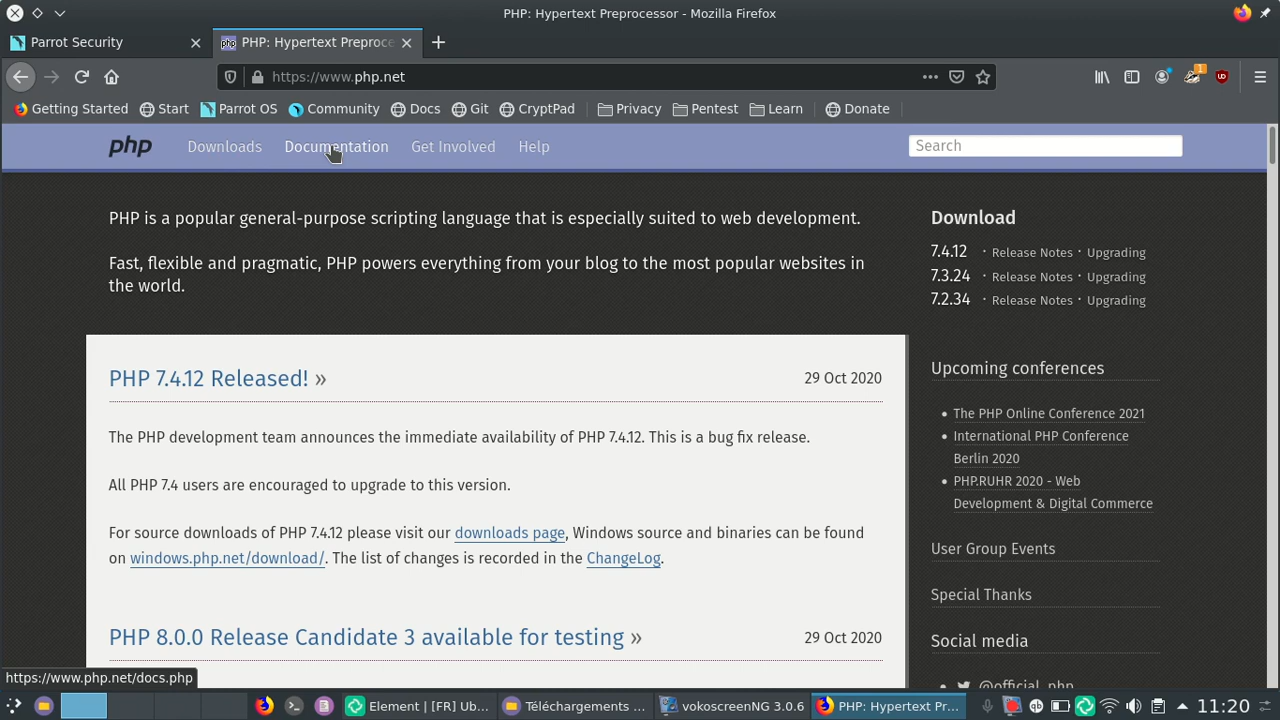 PHP: Hypertext Preprocessor - Mozilla Firefox
Parrot Security
php PHP: Hypertext Preproce
https://www.php.net
1
Getting Started Start Parrot OS Community Docs Git CryptPad Privacy Pentest Learn Donate
php Downloads Documentation Get Involved Help Search
PHP is a popular general-purpose scripting language that is especially suited to web development.
Fast, flexible and pragmatic, PHP powers everything from your blog to the most popular websites in
the world.
Download
7.4.12 · Release Notes · Upgrading
7.3.24 · Release Notes · Upgrading
7.2.34 · Release Notes · Upgrading
PHP 7.4.12 Released! »
29 Oct 2020
The PHP development team announces the immediate availability of PHP 7.4.12. This is a bug fix release.
All PHP 7.4 users are encouraged to upgrade to this version.
For source downloads of PHP 7.4.12 please visit our downloads page, Windows source and binaries can be found
on windows.php.net/download/. The list of changes is recorded in the ChangeLog.
PHP 8.0.0 Release Candidate 3 available for testing »
29 Oct 2020
Upcoming conferences
• The PHP Online Conference 2021
• International PHP Conference
Berlin 2020
• PHP.RUHR 2020 - Web
Development & Digital Commerce
User Group Events
Special Thanks
Social media
• @official_php
https://www.php.net/docs.php
Element | [FR] Ub... Téléchargements ... vokoscreenNG 3.0.6 PHP: Hypertext Pr... 11:20